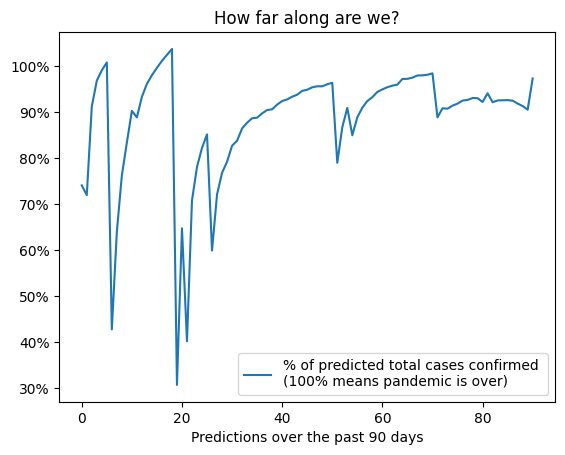 How far along are we?
100%
90%
80%
70%
60%
50%
40%
30%
% of predicted total cases confirmed
(100% means pandemic is over)
0 20 40 60 80
Predictions over the past 90 days